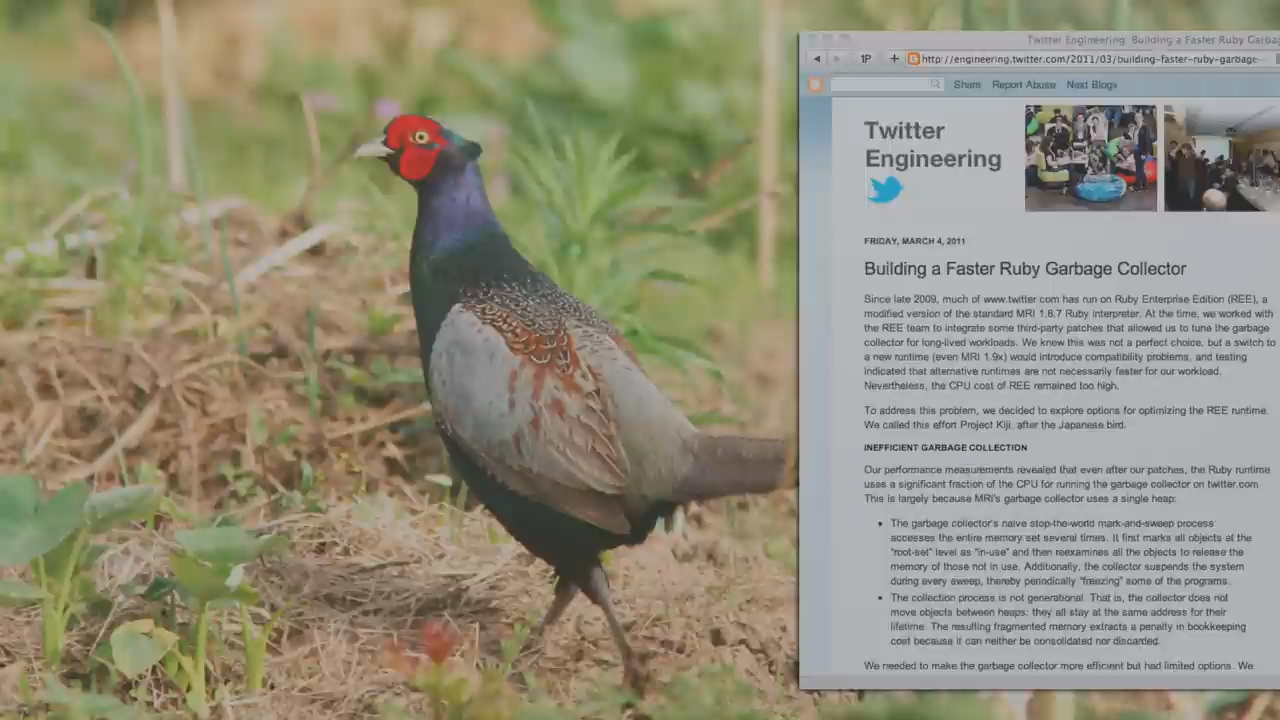 Twitter Engineering: Building a Faster Ruby
1P + http://engineering.twitter.com/2011/03/building-faster-ruby-garbage-
Share Report Abuse Next Blogs
Twitter
Engineering
FRIDAY, MARCH 4, 2011
Building a Faster Ruby Garbage Collector
Since late 2009, much of www.twitter.com has run on Ruby Enterprise Edition (REE), a
modified version of the standard MRI 1.8.7 Ruby interpreter. At the time, we worked with
the REE team to integrate some third-party patches that allowed us to tune the garbage
collector for long-lived workloads. We knew this was not a perfect choice, but a switch to
a new runtime (even MRI 1.9x) would introduce compatibility problems, and testing
indicated that alternative runtimes are not necessarily faster for our workload.
Nevertheless, the CPU cost of REE remained too high.
To address this problem, we decided to explore options for optimizing the REE runtime.
We called this effort Project Kiji, after the Japanese bird.
INEFFICIENT GARBAGE COLLECTION
Our performance measurements revealed that even after our patches, the Ruby runtime
uses a significant fraction of the CPU for running the garbage collector on twitter.com.
This is largely because MRI's garbage collector uses a single heap:
• The garbage collector's naive stop-the-world mark-and-sweep process
accesses the entire memory set several times. It first marks all objects at the
"root-set" level as "in-use" and then reexamines all the objects to release the
memory of those not in use. Additionally, the collector suspends the system
during every sweep, thereby periodically "freezing" some of the programs.
• The collection process is not generational. That is, the collector does not
move objects between heaps; they all stay at the same address for their
lifetime. The resulting fragmented memory extracts a penalty in bookkeeping
cost because it can neither be consolidated nor discarded.
We needed to make the garbage collector more efficient but had limited options. We